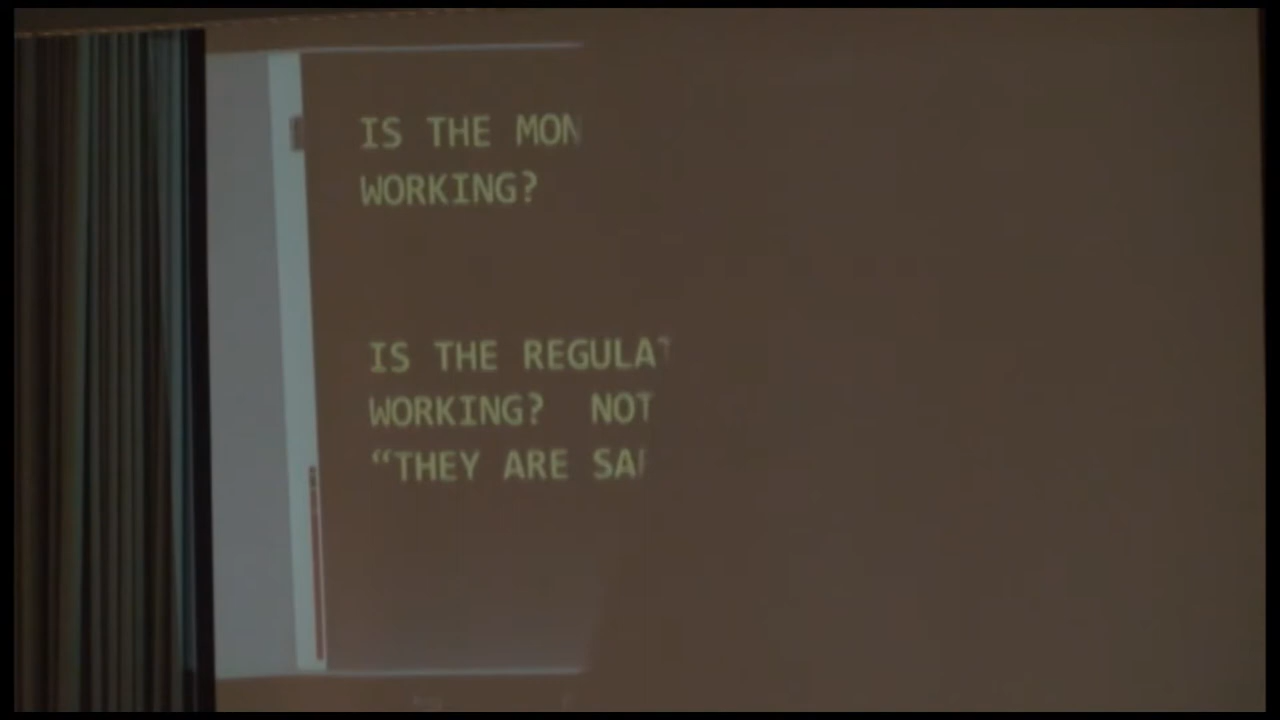 IS THE MON
WORKING?
IS THE REGULA
WORKING? NOT
“THEY ARE SA